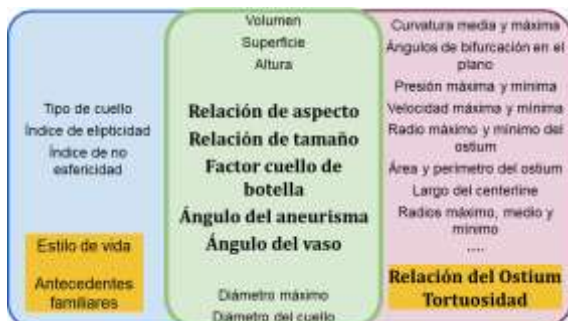 Tipo de cuello
Índice de elipticidad
Índice de no
esfericidad
Estilo de vida
Antecedentes
familiares
Volumen
Superficie
Altura
Relación de aspecto
Relación de tamaño
Factor cuello de
botella
Ángulo del aneurisma
Ángulo del vaso
Diámetro máximo
Diámetro del cuello
Curvatura media y máxima
Ángulos de bifurcación en el
plano
Presión máxima y mínima
Velocidad máxima y mínima
Radio máximo y mínimo del
ostium
Área y perímetro del ostium
Largo del centerline
Radios máximo, medio y
mínimo
....
Relación del Ostium
Tortuosidad